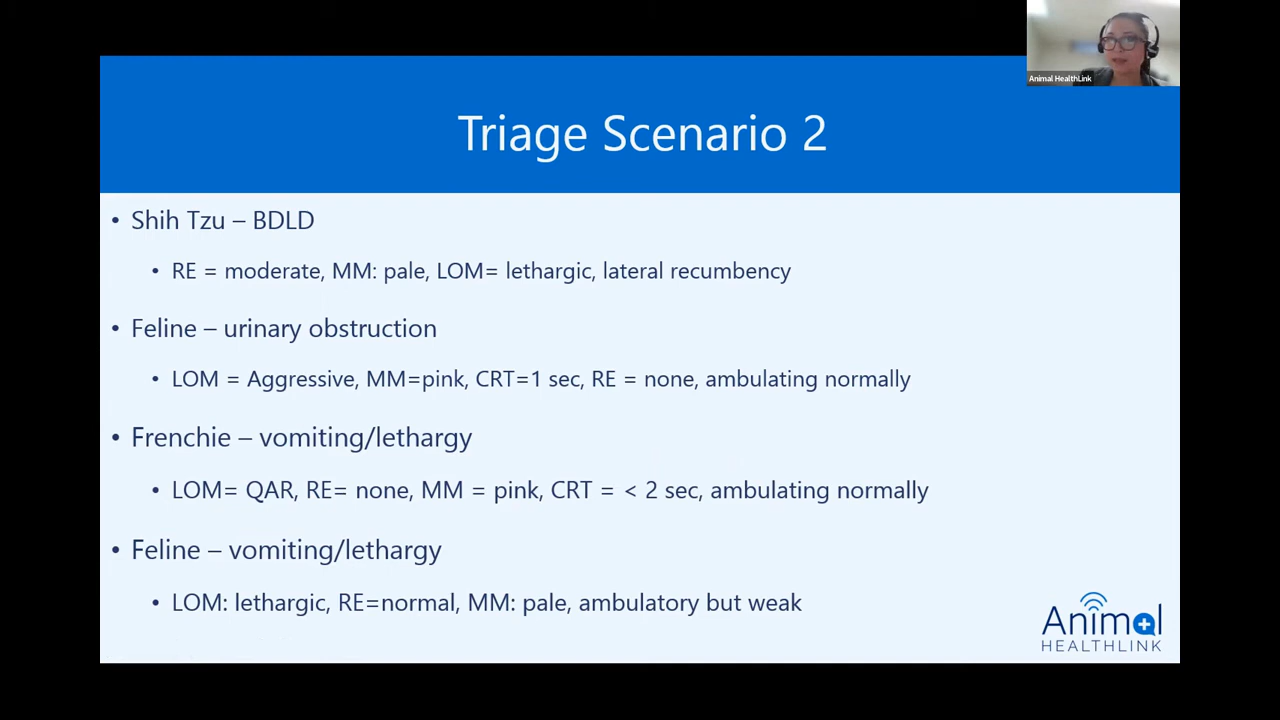 Animal HealthLink
Triage Scenario 2
• Shih Tzu – BDLD
• RE = moderate, MM: pale, LOM= lethargic, lateral recumbency
• Feline – urinary obstruction
• LOM = Aggressive, MM=pink, CRT=1 sec, RE = none, ambulating normally
• Frenchie – vomiting/lethargy
• LOM= QAR, RE= none, MM = pink, CRT = < 2 sec, ambulating normally
• Feline – vomiting/lethargy
• LOM: lethargic, RE=normal, MM: pale, ambulatory but weak
Animal
HEALTHLINK